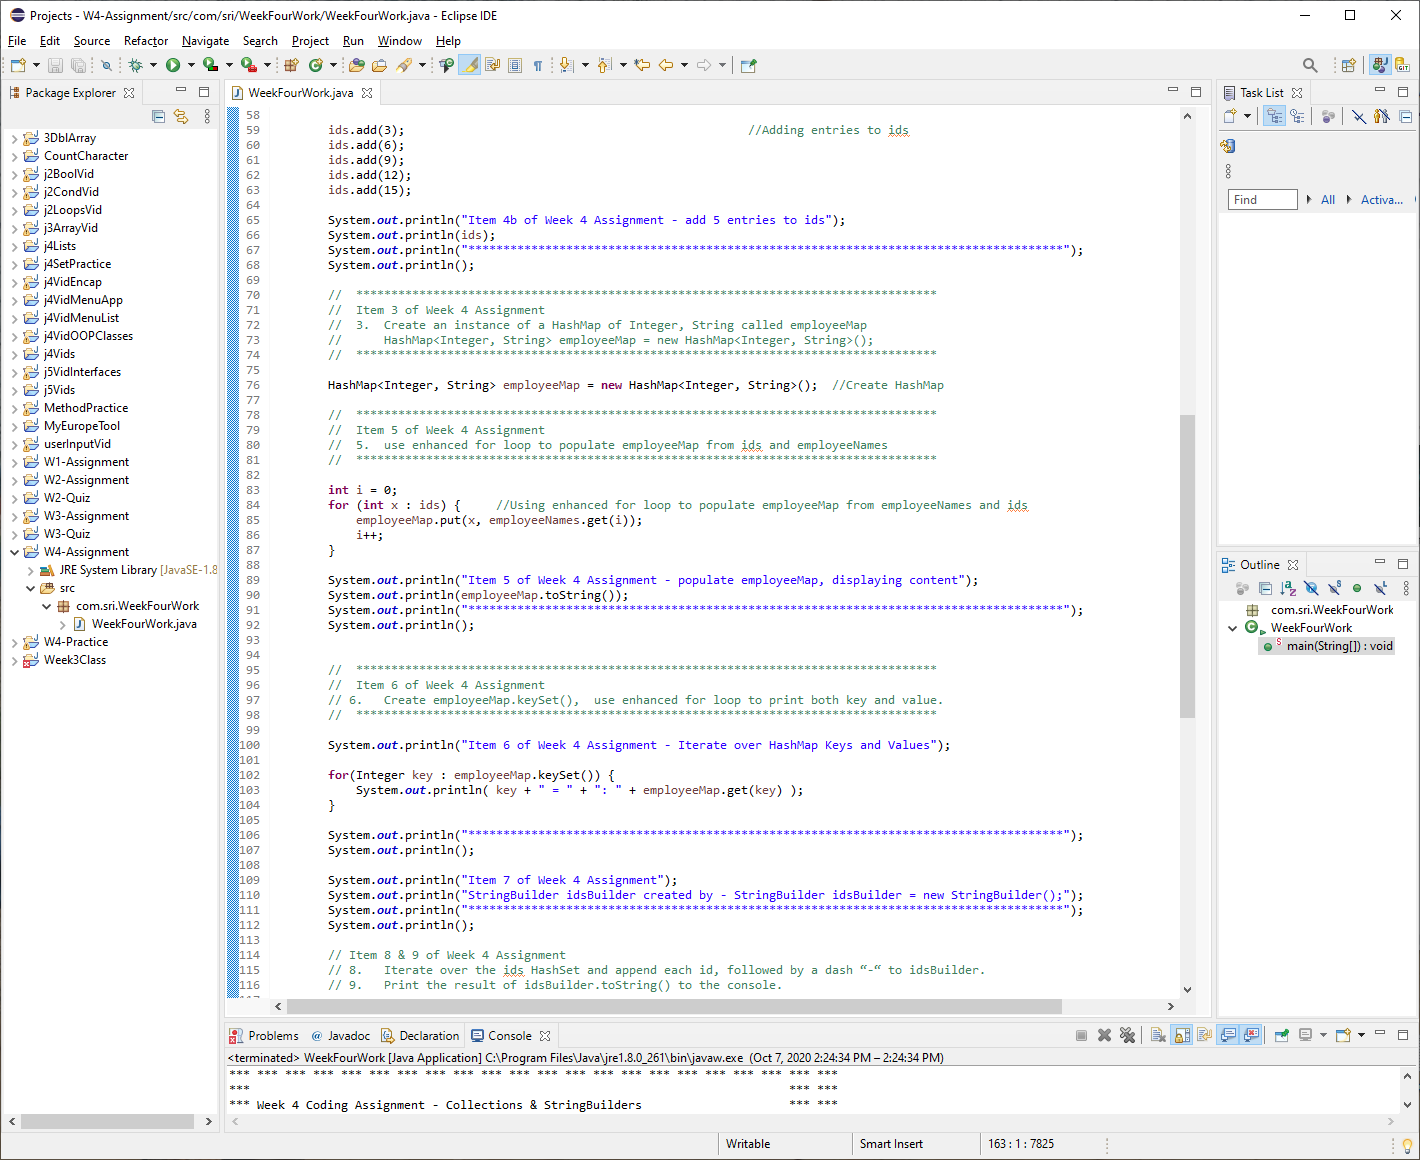 Projects - W4-Assignment/src/com/sri/WeekFourWork/WeekFourWork.java - Eclipse IDE
File Edit Source Refactor Navigate Search Project Run Window Help
Package Explorer
3DblArray
CountCharacter
j2BoolVid
j2CondVid
j2LoopsVid
j3ArrayVid
j4Lists
j4SetPractice
j4VidEncap
j4VidMenuApp
j4VidMenuList
j4VidOOPClasses
j4Vids
j5VidInterfaces
j5Vids
MethodPractice
MyEuropeTool
userInputVid
W1-Assignment
W2-Assignment
W2-Quiz
W3-Assignment
W3-Quiz
W4-Assignment
JRE System Library [JavaSE-1.8
src
com.sri.WeekFourWork
WeekFourWork.java
W4-Practice
Week3Class
WeekFourWork.java
58
59 ids.add(3); //Adding entries to ids
60 ids.add(6);
61 ids.add(9);
62 ids.add(12);
63 ids.add(15);
64
65 System.out.println("Item 4b of Week 4 Assignment - add 5 entries to ids");
66 System.out.println(ids);
67 System.out.println("*************************************************************************************");
68 System.out.println();
69
70 // ***********************************************************************************
71 // Item 3 of Week 4 Assignment
72 // 3. Create an instance of a HashMap of Integer, String called employeeMap
73 // HashMap<Integer, String> employeeMap = new HashMap<Integer, String>();
74 // ***********************************************************************************
75
76 HashMap<Integer, String> employeeMap = new HashMap<Integer, String>(); //Create HashMap
77
78 // ***********************************************************************************
79 // Item 5 of Week 4 Assignment
80 // 5. use enhanced for loop to populate employeeMap from ids and employeeNames
81 // ***********************************************************************************
82
83 int i = 0;
84 for (int x : ids) { //Using enhanced for loop to populate employeeMap from employeeNames and ids
85 employeeMap.put(x, employeeNames.get(i));
86 i++;
87 }
88
89 System.out.println("Item 5 of Week 4 Assignment - populate employeeMap, displaying content");
90 System.out.println(employeeMap.toString());
91 System.out.println("*************************************************************************************");
92 System.out.println();
93
94
95 // ***********************************************************************************
96 // Item 6 of Week 4 Assignment
97 // 6. Create employeeMap.keySet(), use enhanced for loop to print both key and value.
98 // ***********************************************************************************
99
100 System.out.println("Item 6 of Week 4 Assignment - Iterate over HashMap Keys and Values");
101
102 for(Integer key : employeeMap.keySet()) {
103 System.out.println( key + " = " + ": " + employeeMap.get(key) );
104 }
105
106 System.out.println("*************************************************************************************");
107 System.out.println();
108
109 System.out.println("Item 7 of Week 4 Assignment");
110 System.out.println("StringBuilder idsBuilder created by - StringBuilder idsBuilder = new StringBuilder();");
111 System.out.println("*************************************************************************************");
112 System.out.println();
113
114 // Item 8 & 9 of Week 4 Assignment
115 // 8. Iterate over the ids HashSet and append each id, followed by a dash “-“ to idsBuilder.
116 // 9. Print the result of idsBuilder.toString() to the console.
Task List
Find All Activa...
Outline
com.sri.WeekFourWork
WeekFourWork
main(String[]) : void
Problems Javadoc Declaration Console
<terminated> WeekFourWork [Java Application] C:\Program Files\Java\jre1.8.0_261\bin\javaw.exe (Oct 7, 2020 2:24:34 PM – 2:24:34 PM)
*** *** *** *** *** *** *** *** *** *** *** *** *** *** *** *** *** *** *** *** *** ***
*** *** ***
*** Week 4 Coding Assignment - Collections & StringBuilders *** ***
Writable Smart Insert 163 : 1 : 7825